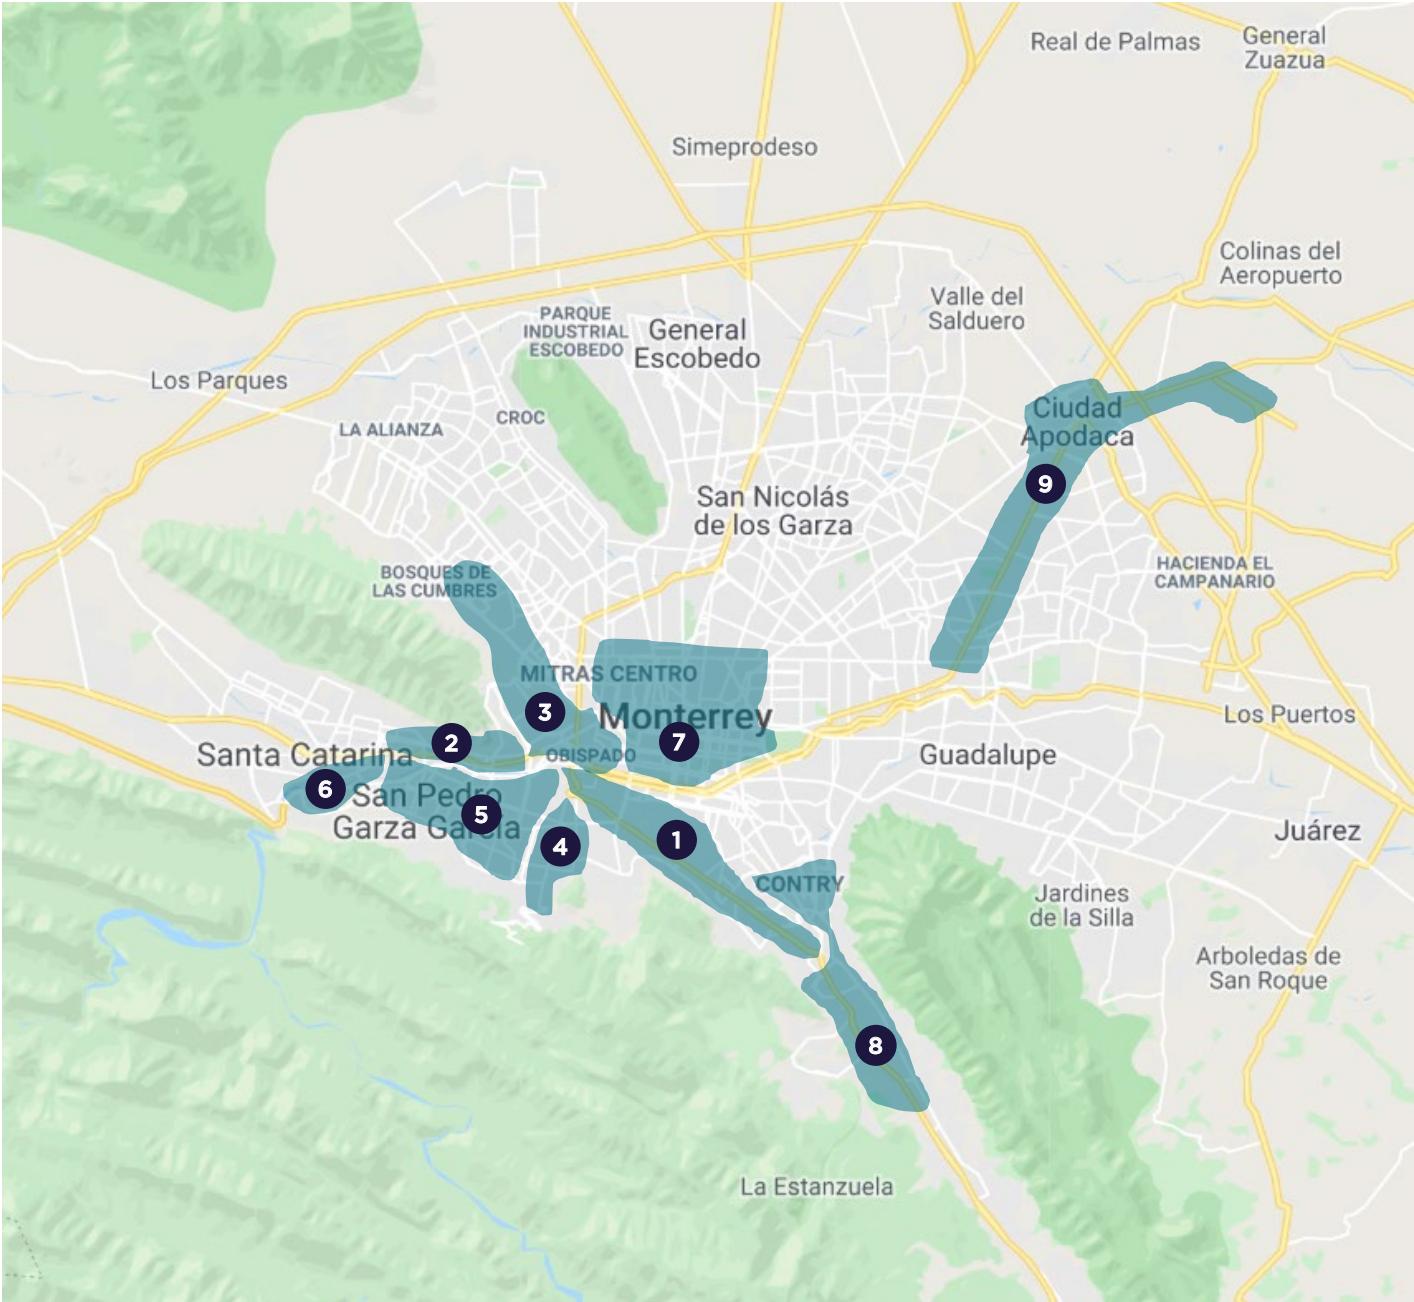 Real de Palmas
General
Zuazua
Simeprodeso
Colinas del
Aeropuerto
Valle del
Salduero
PARQUE
INDUSTRIAL
ESCOBEDO
General
Escobedo
Los Parques
CROC
LA ALIANZA
Ciudad
Apodaca
9
San Nicolás
de los Garza
HACIENDA EL
CAMPANARIO
BOSQUES DE
LAS CUMBRES
MITRAS CENTRO
3
Monterrey
Los Puertos
2
7
Santa Catarina
OBISPADO
Guadalupe
6
San Pedro
Garza García
5
4
1
Juárez
CONTRY
Jardines
de la Silla
Arboledas de
San Roque
8
La Estanzuela